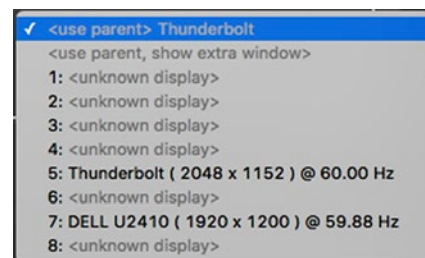 ✓ <use parent> Thunderbolt
<use parent, show extra window>
1: <unknown display>
2: <unknown display>
3: <unknown display>
4: <unknown display>
5: Thunderbolt ( 2048 x 1152 ) @ 60.00 Hz
6: <unknown display>
7: DELL U2410 ( 1920 x 1200 ) @ 59.88 Hz
8: <unknown display>